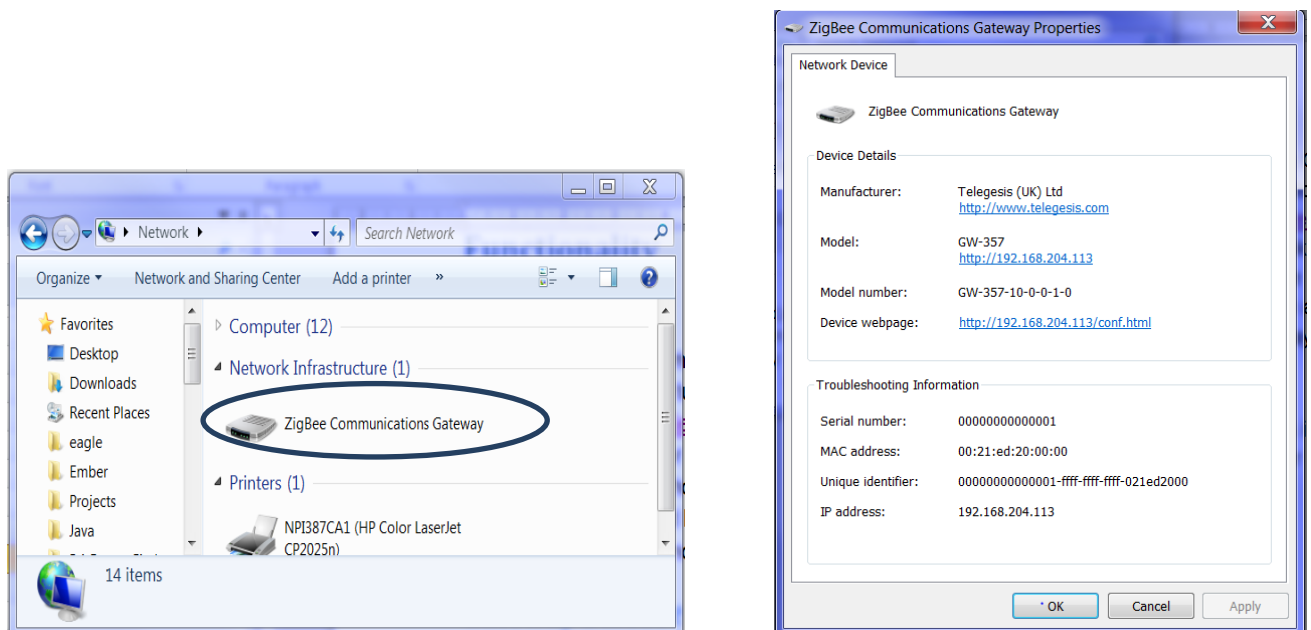 Network
Search Network
Functionality
Organize
Network and Sharing Center
Add a printer
»
Favorites
Desktop
Downloads
Recent Places
eagle
Ember
Projects
Java
Computer (12)
Network Infrastructure (1)
ZigBee Communications Gateway
Printers (1)
NPI387CA1 (HP Color LaserJet
CP2025n)
14 items
ZigBee Communications Gateway Properties
Network Device
ZigBee Communications Gateway
Device Details
Manufacturer: Telegesis (UK) Ltd
http://www.telegesis.com
Model: GW-357
http://192.168.204.113
Model number: GW-357-10-0-0-1-0
Device webpage: http://192.168.204.113/conf.html
Troubleshooting Information
Serial number: 00000000000001
MAC address: 00:21:ed:20:00:00
Unique identifier: 00000000000001-ffff-ffff-ffff-021ed2000
IP address: 192.168.204.113
OK
Cancel
Apply